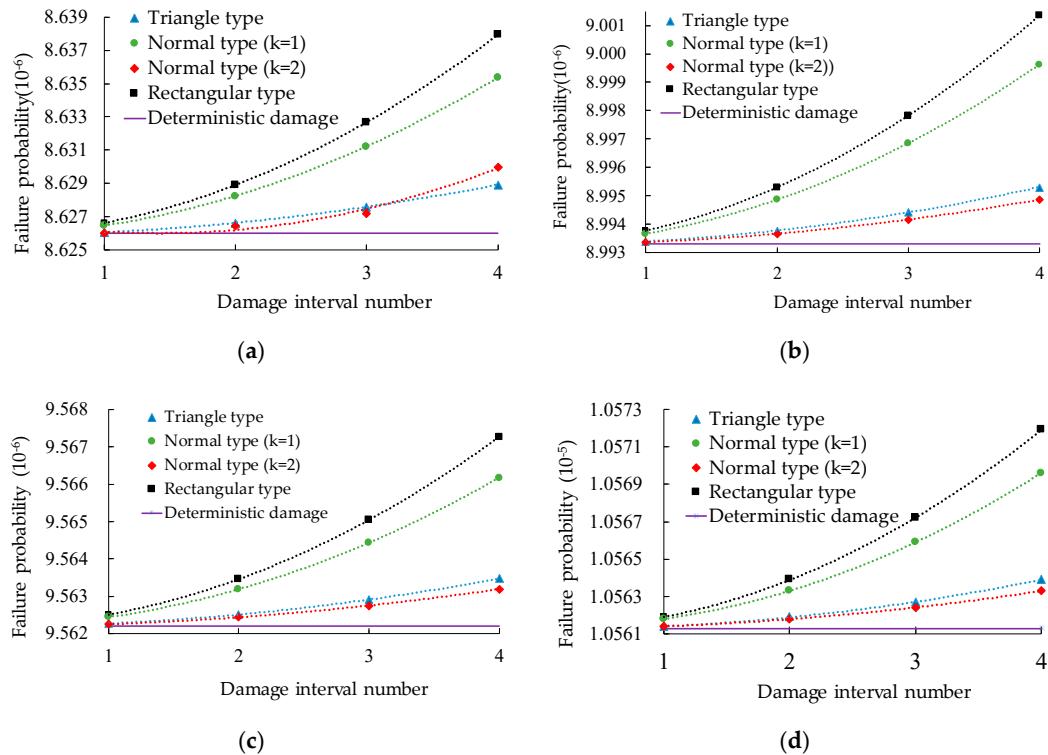 8.639
8.637
8.635
8.633
8.631
8.629
8.627
8.625
Failure probability(10⁻⁶)
Triangle type
Normal type (k=1)
Normal type (k=2)
Rectangular type
Deterministic damage
1 2 3 4
Damage interval number
(a)
9.001
9.000
8.999
8.998
8.997
8.996
8.995
8.994
8.993
Failure probability(10⁻⁶)
Triangle type
Normal type (k=1)
Normal type (k=2))
Rectangular type
Deterministic damage
1 2 3 4
Damage interval number
(b)
9.568
9.567
9.566
9.565
9.564
9.563
9.562
Failure probability (10⁻⁶)
Triangle type
Normal type (k=1)
Normal type (k=2)
Rectangular type
Deterministic damage
1 2 3 4
Damage interval number
(c)
1.0573
1.0571
1.0569
1.0567
1.0565
1.0563
1.0561
Failure probability (10⁻⁵)
Triangle type
Normal type (k=1)
Normal type (k=2)
Rectangular type
Deterministic damage
1 2 3 4
Damage interval number
(d)